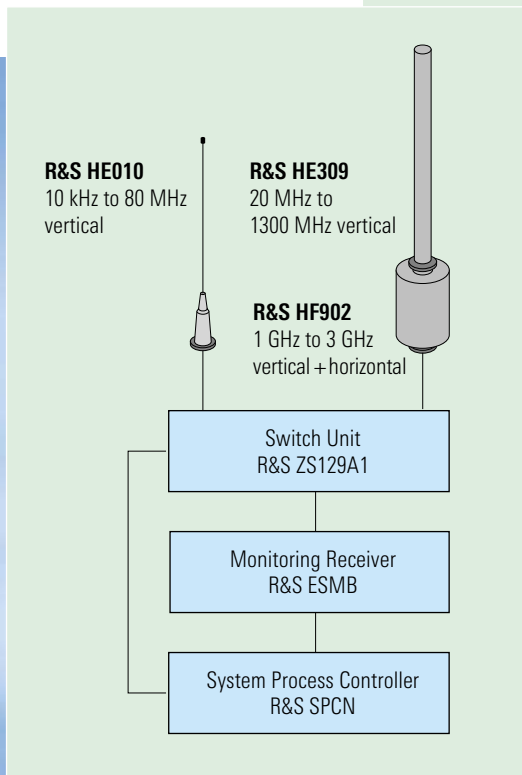 R&S HE010
10 kHz to 80 MHz
vertical
R&S HE309
20 MHz to
1300 MHz vertical
R&S HF902
1 GHz to 3 GHz
vertical + horizontal
Switch Unit
R&S ZS129A1
Monitoring Receiver
R&S ESMB
System Process Controller
R&S SPCN